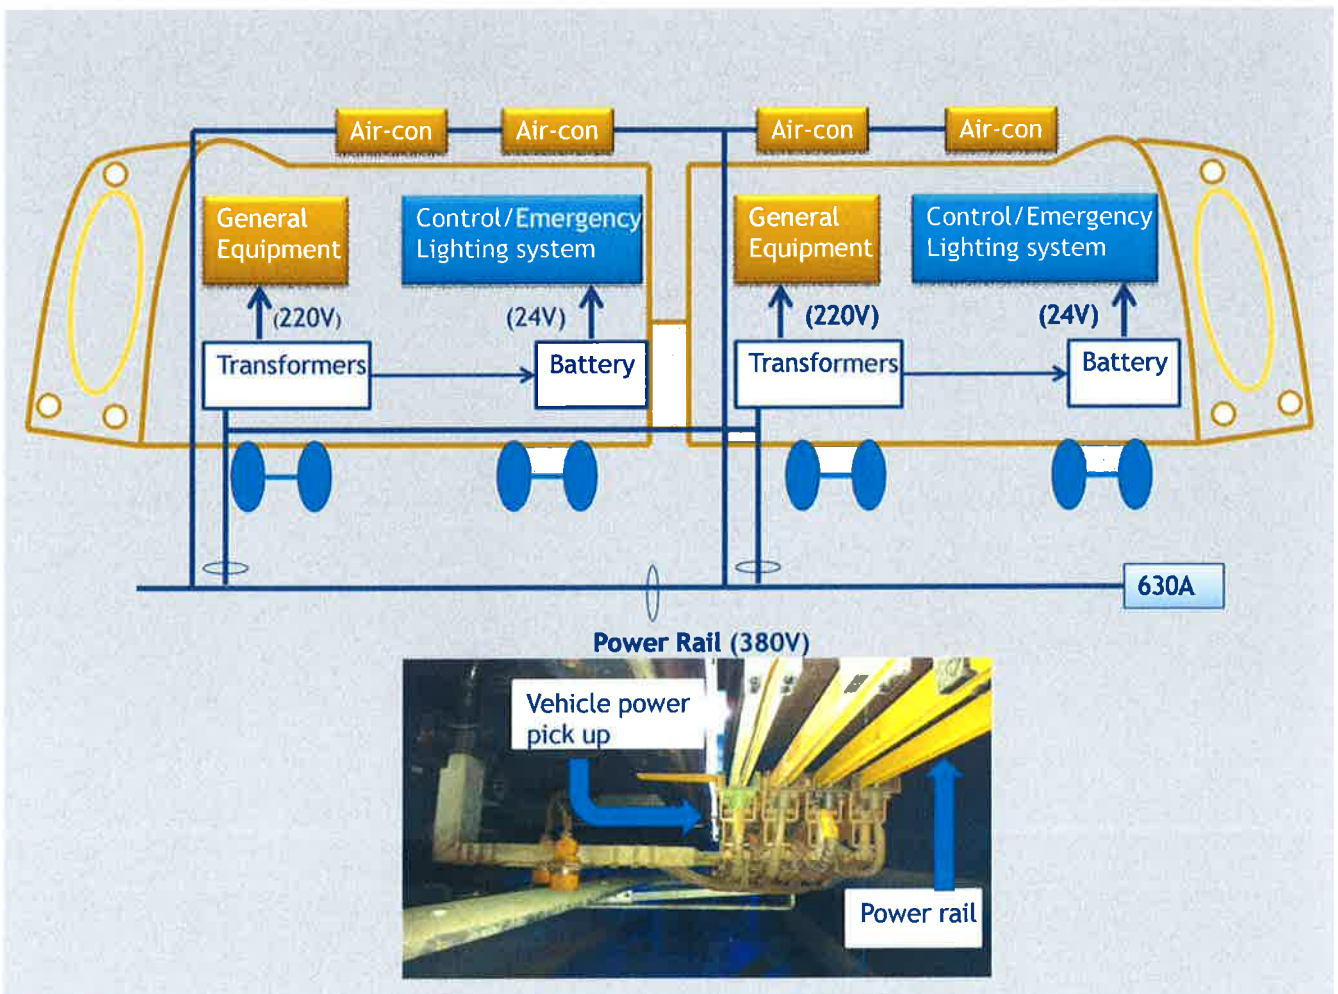 Air-con
Air-con
Air-con
Air-con
General
Equipment
Control/Emergency
Lighting system
General
Equipment
Control/Emergency
Lighting system
(220V)
(24V)
(220V)
(24V)
Transformers
Battery
Transformers
Battery
630A
Power Rail (380V)
Vehicle power
pick up
Power rail